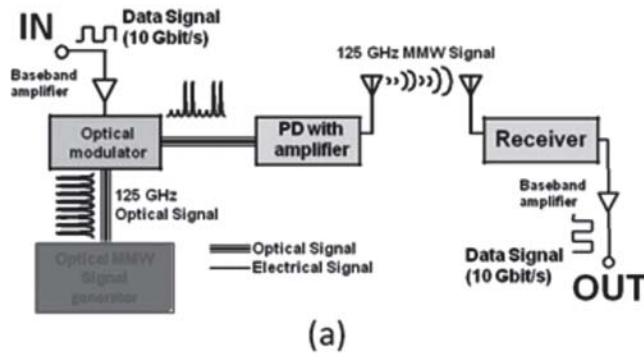 IN
Data Signal
(10 Gbit/s)
Baseband
amplifier
Optical
modulator
125 GHz
Optical Signal
Optical MMW
Signal
generator
PD with
amplifier
125 GHz MMW Signal
Receiver
Baseband
amplifier
Data Signal
(10 Gbit/s)
OUT
Optical Signal
Electrical Signal
(a)